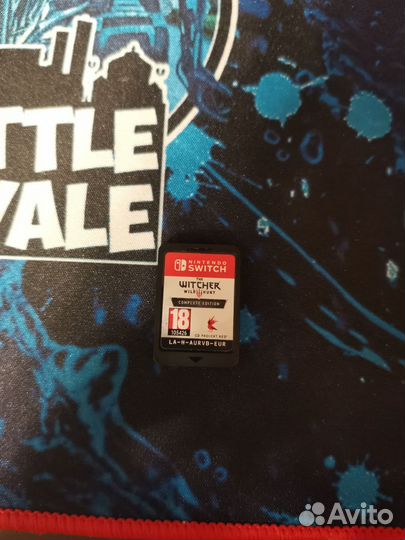 TTLE
YALE
NINTENDO
SWITCH
THE
WITCHER
WILD HUNT
COMPLETE EDITION
18
105426
CD PROJEKT RED
LA-H-AURVB-EUR
Avito